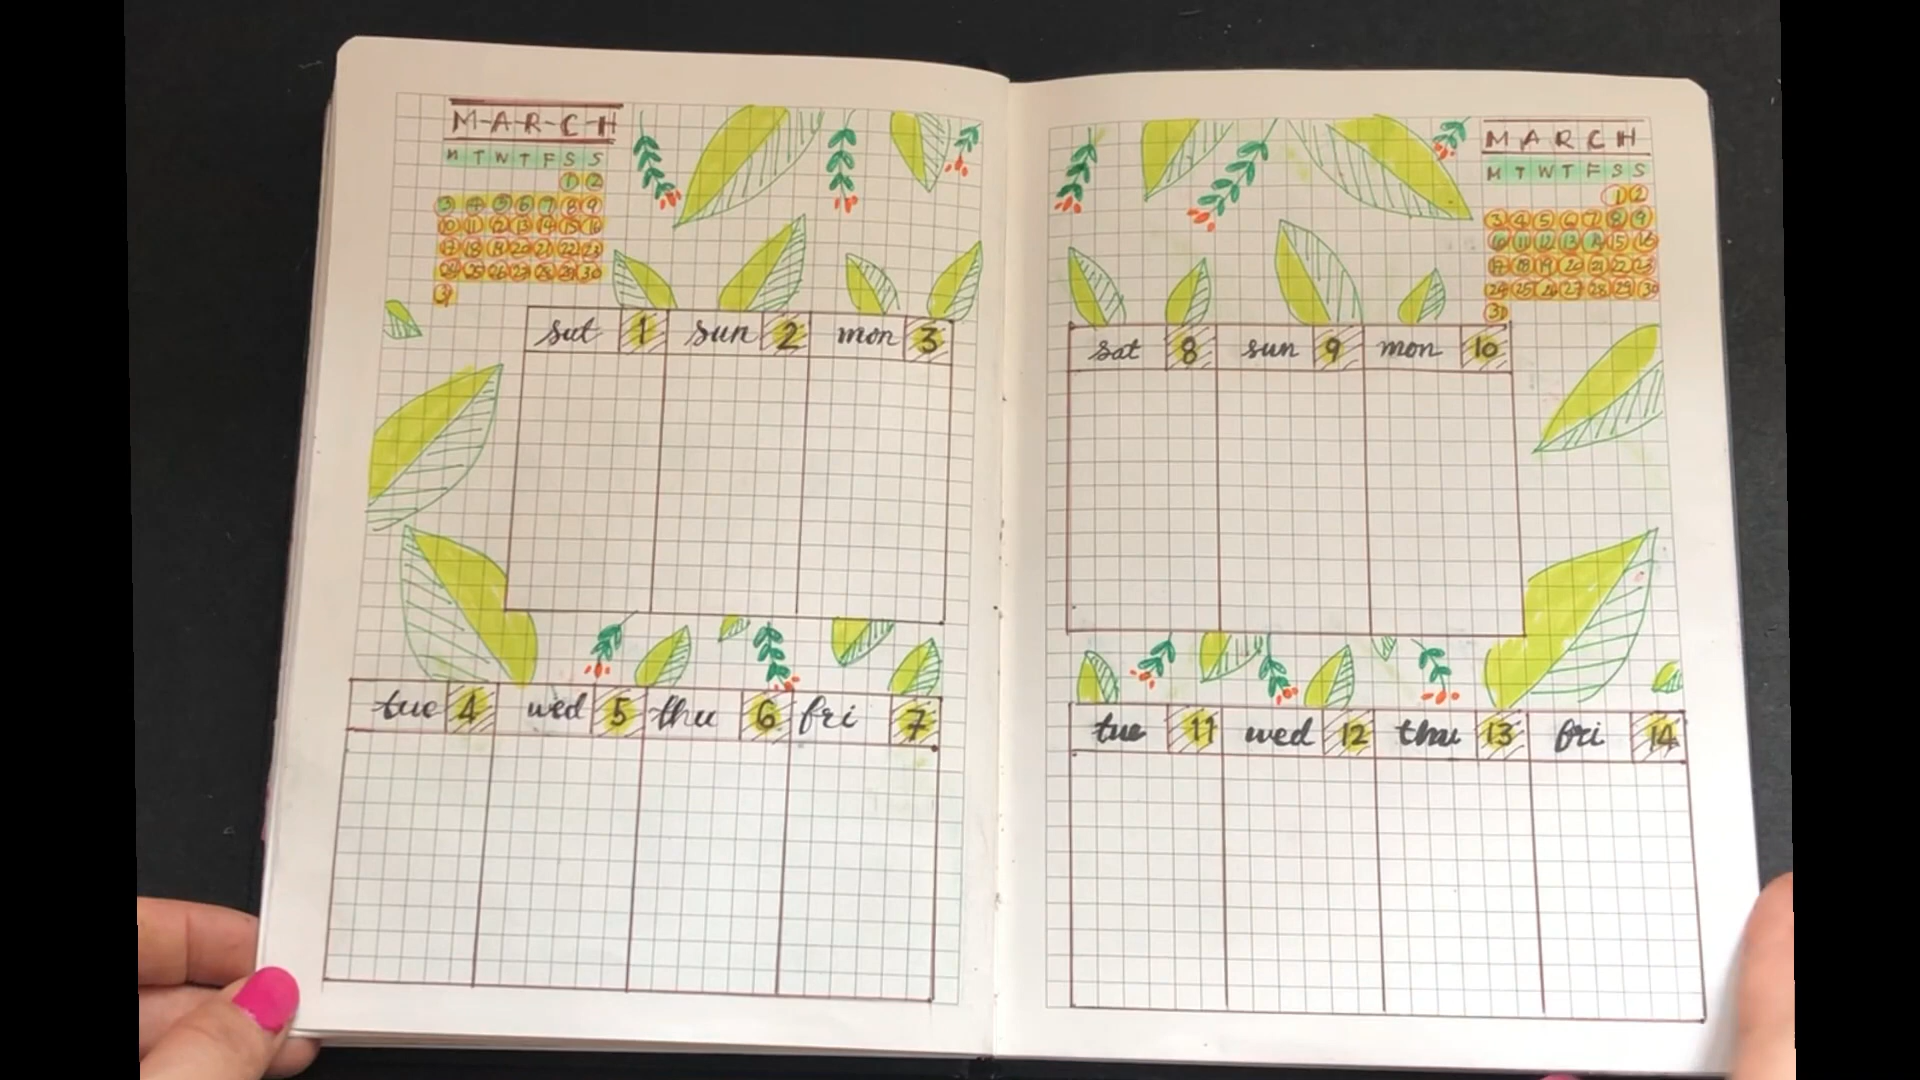 M-A-R-C-H
M T W T F S S
1 2
3 4 5 6 7 8 9
10 11 12 13 14 15 16
17 18 19 20 21 22 23
24 25 26 27 28 29 30
31
sat 1 sun 2 mon 3
tue 4 wed 5 thu 6 fri 7
MARCH
M T W T F S S
1 2
3 4 5 6 7 8 9
10 11 12 13 14 15 16
17 18 19 20 21 22 23
24 25 26 27 28 29 30
31
sat 8 sun 9 mon 10
tue 11 wed 12 thu 13 fri 14